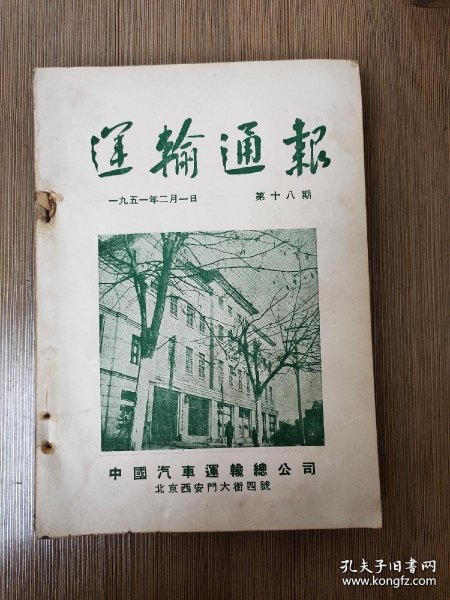 運輸通報
一九五一年二月一日 第十八期
中國汽車運輸總公司
北京西安門大街四號
孔夫子旧书网
www.kongfz.com